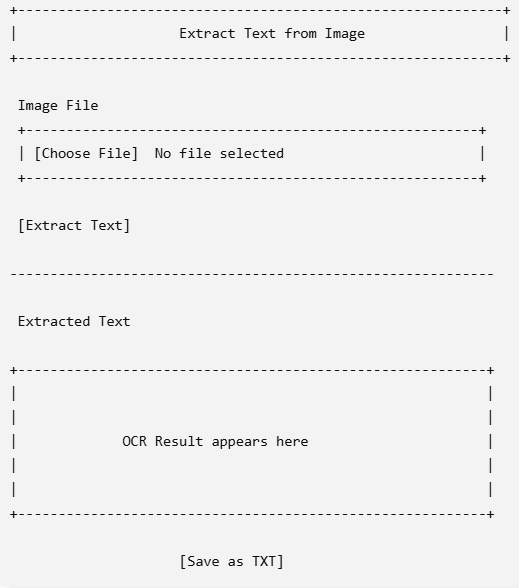 +------------------------------------------------------------+
|                    Extract Text from Image                 |
+------------------------------------------------------------+
Image File
+--------------------------------------------------------+
| [Choose File]  No file selected                        |
+--------------------------------------------------------+
[Extract Text]
------------------------------------------------------------
Extracted Text
+----------------------------------------------------------+
|                                                          |
|                                                          |
|             OCR Result appears here                      |
|                                                          |
|                                                          |
+----------------------------------------------------------+
[Save as TXT]